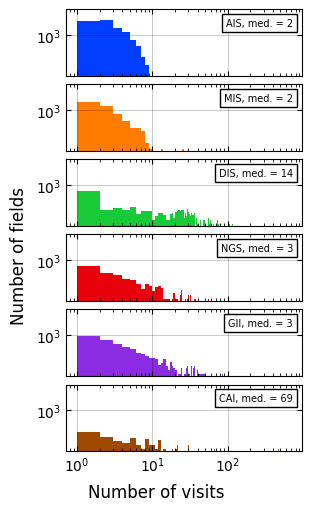 AIS, med. = 2
10³
MIS, med. = 2
10³
DIS, med. = 14
10³
NGS, med. = 3
10³
GII, med. = 3
10³
CAI, med. = 69
10³
10⁰ 10¹ 10²
Number of visits
Number of fields